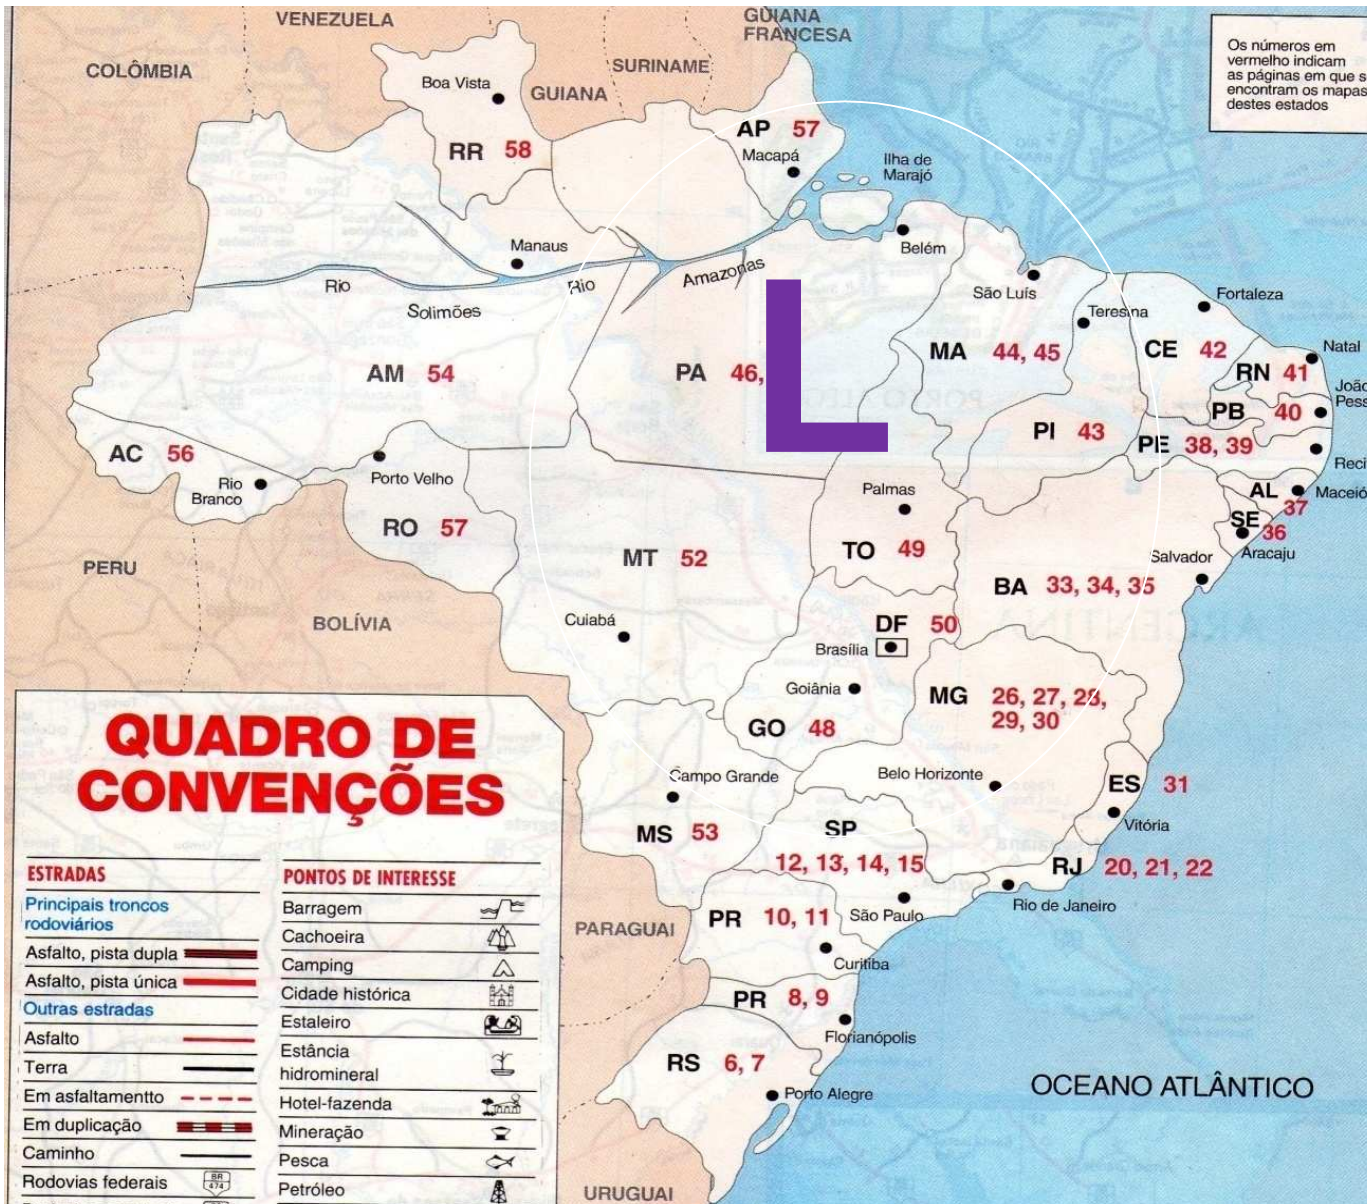 VENEZUELA
GUIANA
FRANCESA
COLÔMBIA
SURINAME
Boa Vista
GUIANA
Os números em
vermelho indicam
as páginas em que s
encontram os mapas
destes estados
AP 57
RR 58
Macapá
Ilha de
Marajó
Manaus
Belém
Rio
Solimões
Rio
Amazonas
São Luís
Fortaleza
Teresina
L
AM 54
PA 46,
MA 44, 45
CE 42
Natal
RN 41
João
Pess
PB 40
PI 43
PE 38, 39
Reci
AC 56
Rio
Branco
Porto Velho
Palmas
AL
Maceió
37
SE
36
Aracaju
RO 57
MT 52
TO 49
Salvador
PERU
BA 33, 34, 35
BOLÍVIA
Cuiabá
DF 50
Brasília
Goiânia
MG 26, 27, 28,
29, 30
GO 48
Campo Grande
Belo Horizonte
ES 31
Vitória
MS 53
SP
12, 13, 14, 15
RJ 20, 21, 22
Rio de Janeiro
São Paulo
PARAGUAI
PR 10, 11
Curitiba
PR 8, 9
Florianópolis
RS 6, 7
Porto Alegre
OCEANO ATLÂNTICO
URUGUAI
QUADRO DE
CONVENÇÕES
ESTRADAS
Principais troncos
rodoviários
Asfalto, pista dupla
Asfalto, pista única
Outras estradas
Asfalto
Terra
Em asfaltamentto
Em duplicação
Caminho
Rodovias federais
BR
474
PONTOS DE INTERESSE
Barragem
Cachoeira
Camping
Cidade histórica
Estaleiro
Estância
hidromineral
Hotel-fazenda
Mineração
Pesca
Petróleo